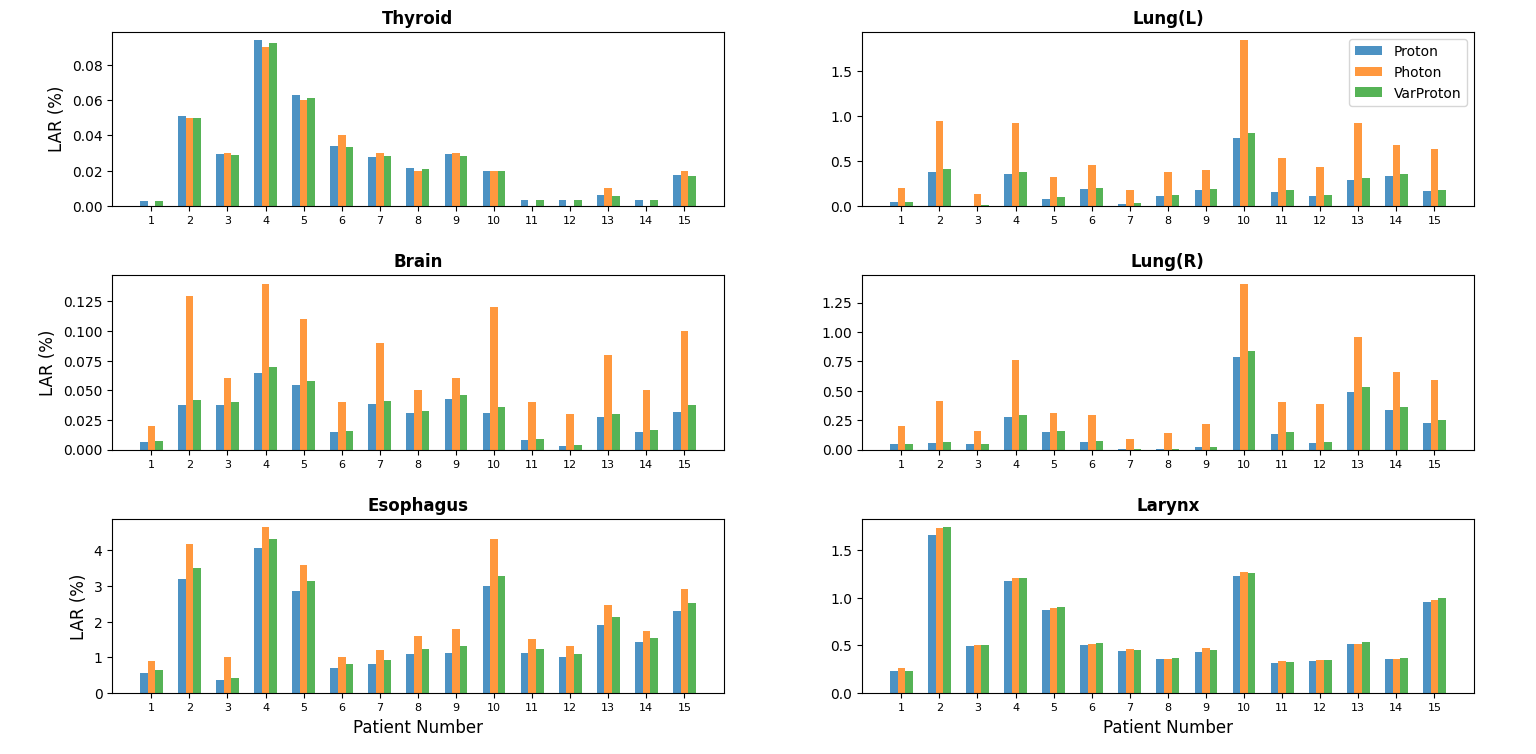 Thyroid
LAR (%)
0.08
0.06
0.04
0.02
0.00
1 2 3 4 5 6 7 8 9 10 11 12 13 14 15
Lung(L)
1.5
1.0
0.5
0.0
Proton
Photon
VarProton
1 2 3 4 5 6 7 8 9 10 11 12 13 14 15
Brain
LAR (%)
0.125
0.100
0.075
0.050
0.025
0.000
1 2 3 4 5 6 7 8 9 10 11 12 13 14 15
Lung(R)
1.25
1.00
0.75
0.50
0.25
0.00
1 2 3 4 5 6 7 8 9 10 11 12 13 14 15
Esophagus
LAR (%)
4
3
2
1
0
1 2 3 4 5 6 7 8 9 10 11 12 13 14 15
Patient Number
Larynx
1.5
1.0
0.5
0.0
1 2 3 4 5 6 7 8 9 10 11 12 13 14 15
Patient Number